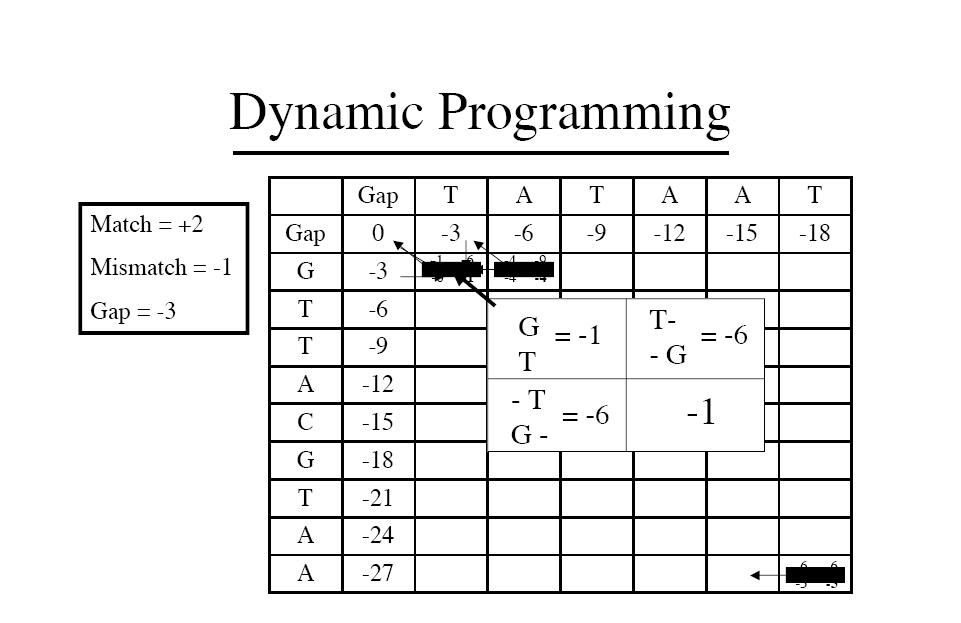 Dynamic Programming
Match = +2
Mismatch = -1
Gap = -3
Gap T A T A A T
Gap 0 -3 -6 -9 -12 -15 -18
G -3
T -6
T -9
A -12
C -15
G -18
T -21
A -24
A -27
G
T
= -1
T-
- G
= -6
- T
G -
= -6
-1